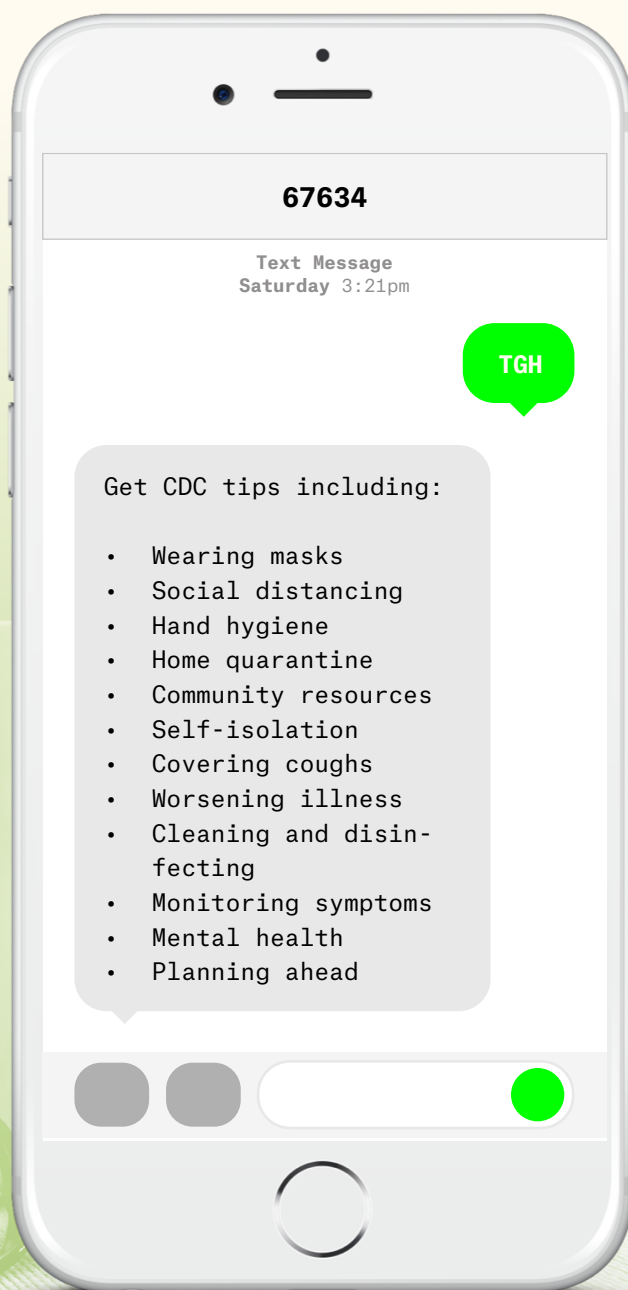 67634
Text Message
Saturday 3:21pm
TGH
Get CDC tips including:
• Wearing masks
• Social distancing
• Hand hygiene
• Home quarantine
• Community resources
• Self-isolation
• Covering coughs
• Worsening illness
• Cleaning and disin-
fecting
• Monitoring symptoms
• Mental health
• Planning ahead